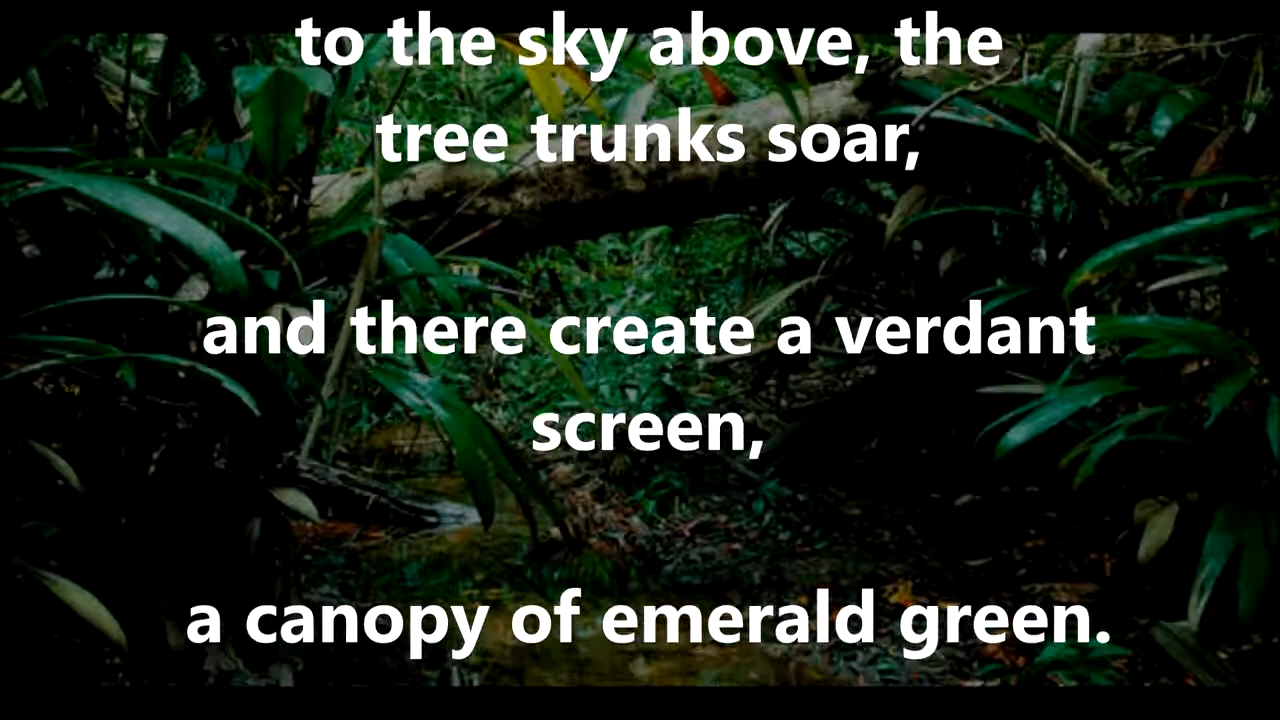 to the sky above, the
tree trunks soar,
and there create a verdant
screen,
a canopy of emerald green.